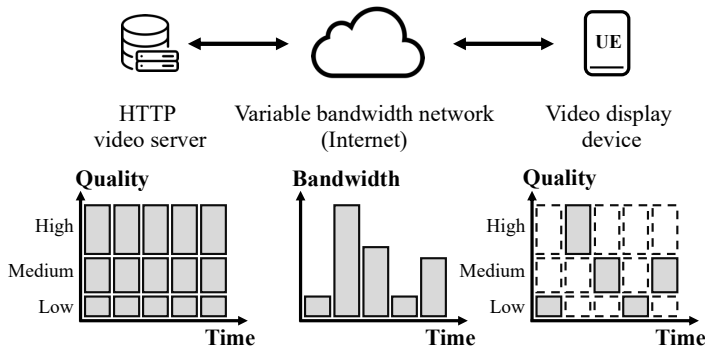 UE
HTTP
video server
Variable bandwidth network
(Internet)
Video display
device
Quality
High
Medium
Low
Time
Bandwidth
Time
Quality
High
Medium
Low
Time